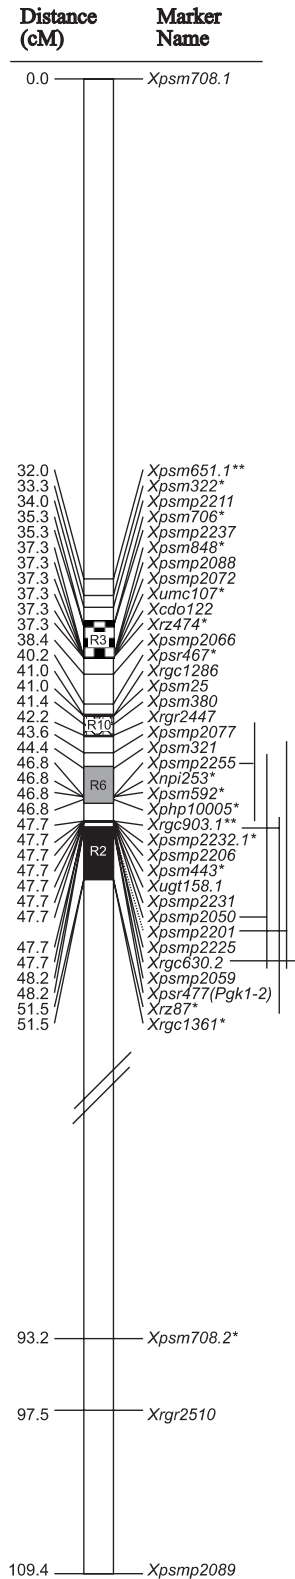 Distance Marker
(cM) Name
0.0 Xpsm708.1
32.0 Xpsm651.1**
33.3 Xpsm322*
34.0 Xpsmp2211
35.3 Xpsm706*
35.3 Xpsmp2237
37.3 Xpsm848*
37.3 Xpsmp2088
37.3 Xpsmp2072
37.3 Xumc107*
37.3 Xcdo122
37.3 Xrz474*
38.4 R3 Xpsmp2066
40.2 Xpsr467*
41.0 Xrgc1286
41.0 Xpsm25
41.4 Xpsm380
42.2 Xrgr2447
43.6 R10 Xpsmp2077
44.4 Xpsm321
46.8 Xpsmp2255
46.8 R6 Xnpi253*
46.8 Xpsm592*
46.8 Xphp10005*
47.7 Xrgc903.1**
47.7 Xpsmp2232.1*
47.7 R2 Xpsmp2206
47.7 Xpsm443*
47.7 Xugt158.1
47.7 Xpsmp2231
47.7 Xpsmp2050
Xpsmp2201
47.7 Xpsmp2225
47.7 Xrgc630.2
48.2 Xpsmp2059
48.2 Xpsr477(Pgk1-2)
51.5 Xrz87*
51.5 Xrgc1361*
93.2 Xpsm708.2*
97.5 Xrgr2510
109.4 Xpsmp2089